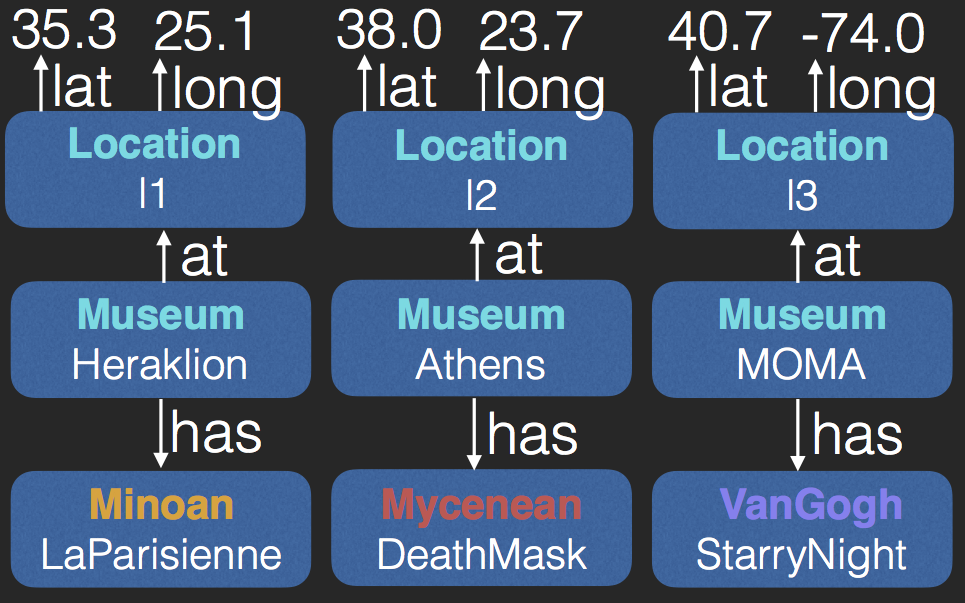 35.3 25.1 38.0 23.7 40.7 -74.0
lat long lat long lat long
Location Location Location
l1 l2 l3
at at at
Museum Museum Museum
Heraklion Athens MOMA
has has has
Minoan Mycenean VanGogh
LaParisienne DeathMask StarryNight